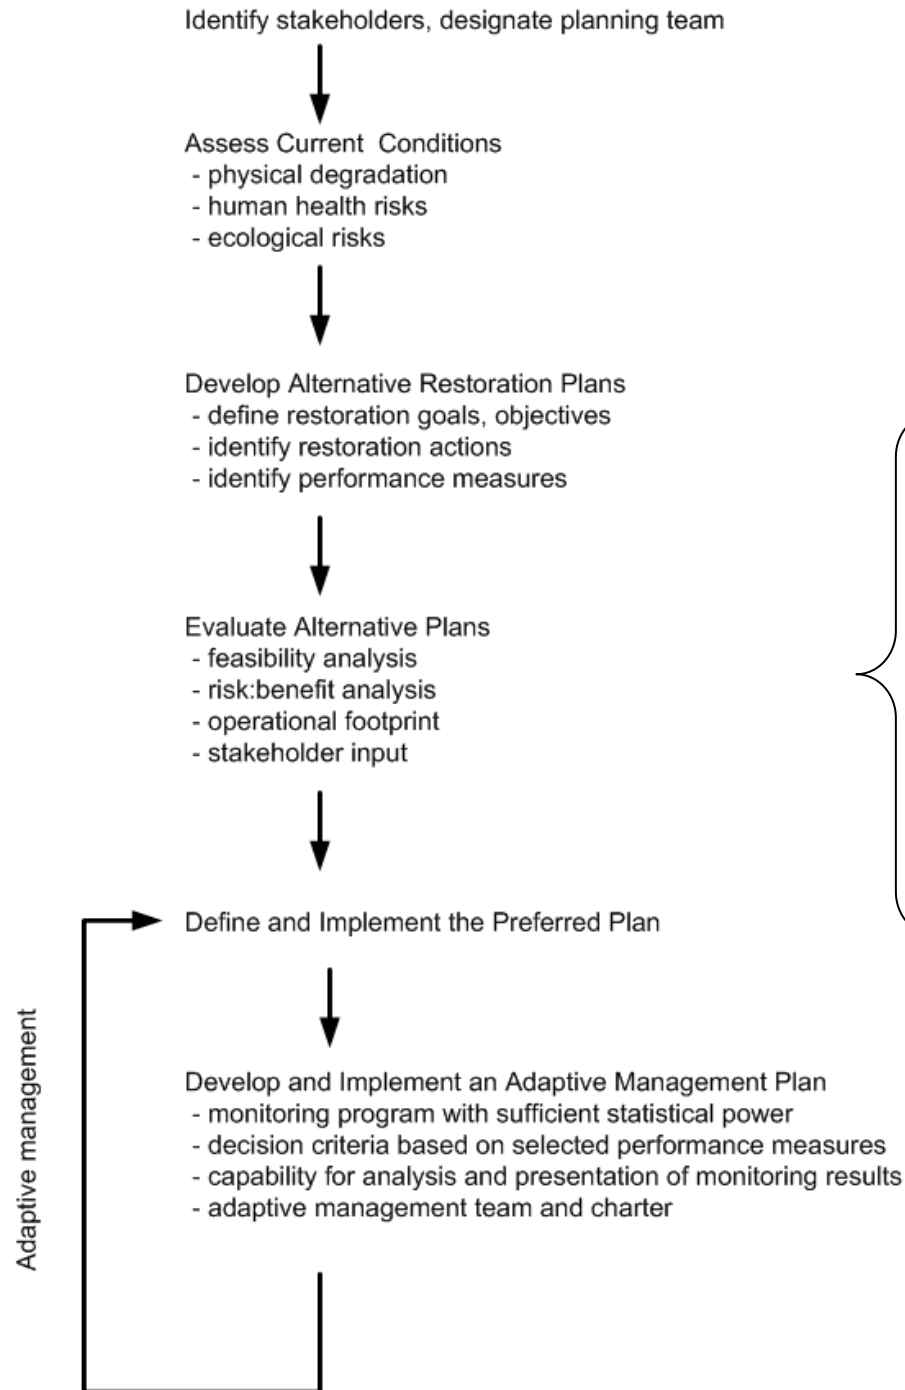 Identify stakeholders, designate planning team
Assess Current Conditions
- physical degradation
- human health risks
- ecological risks
Develop Alternative Restoration Plans
- define restoration goals, objectives
- identify restoration actions
- identify performance measures
Evaluate Alternative Plans
- feasibility analysis
- risk:benefit analysis
- operational footprint
- stakeholder input
Define and Implement the Preferred Plan
Develop and Implement an Adaptive Management Plan
- monitoring program with sufficient statistical power
- decision criteria based on selected performance measures
- capability for analysis and presentation of monitoring results
- adaptive management team and charter
Adaptive management